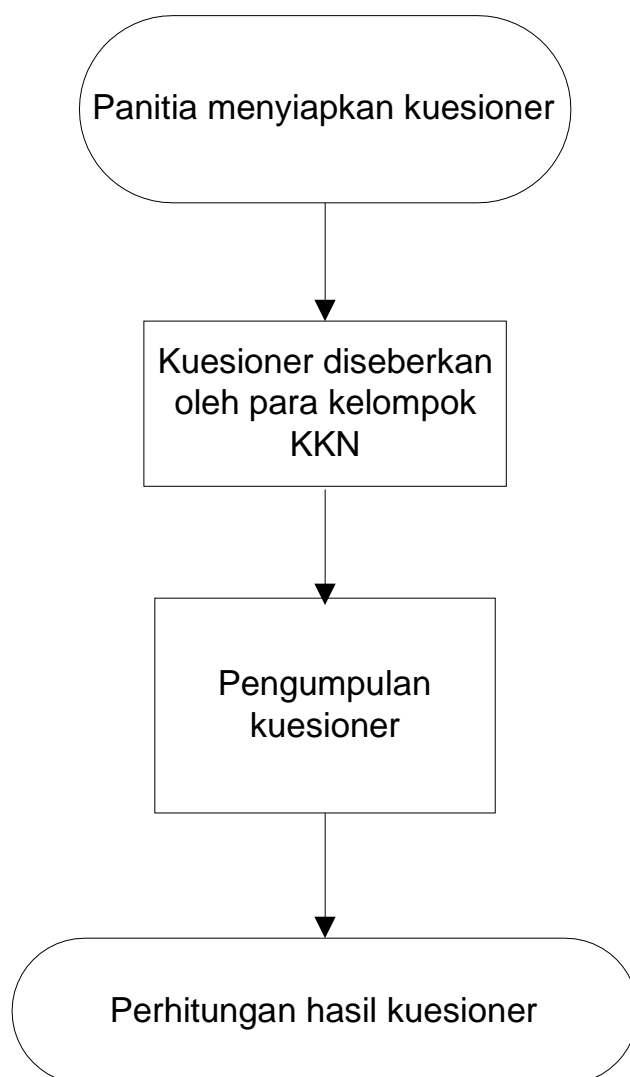 Panitia menyiapkan kuesioner
Kuesioner diseberkan
oleh para kelompok
KKN
Pengumpulan
kuesioner
Perhitungan hasil kuesioner